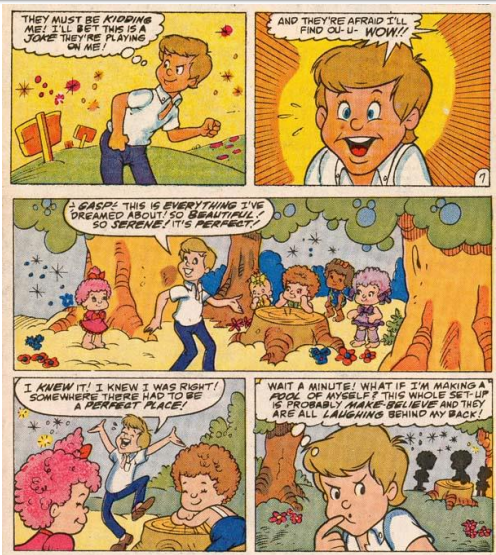 THEY MUST BE KIDDING
ME! I'LL BET THIS IS A
JOKE THEY'RE PLAYING
ON ME!
AND THEY'RE AFRAID I'LL
FIND OU-U- WOW!!
7
-GASP- THIS IS EVERYTHING I'VE
DREAMED ABOUT! SO BEAUTIFUL!
SO SERENE! IT'S PERFECT!
I KNEW IT! I KNEW I WAS RIGHT!
SOMEWHERE THERE HAD TO BE
A PERFECT PLACE!
WAIT A MINUTE! WHAT IF I'M MAKING A
FOOL OF MYSELF? THIS WHOLE SET-UP
IS PROBABLY MAKE-BELIEVE AND THEY
ARE ALL LAUGHING BEHIND MY BACK!